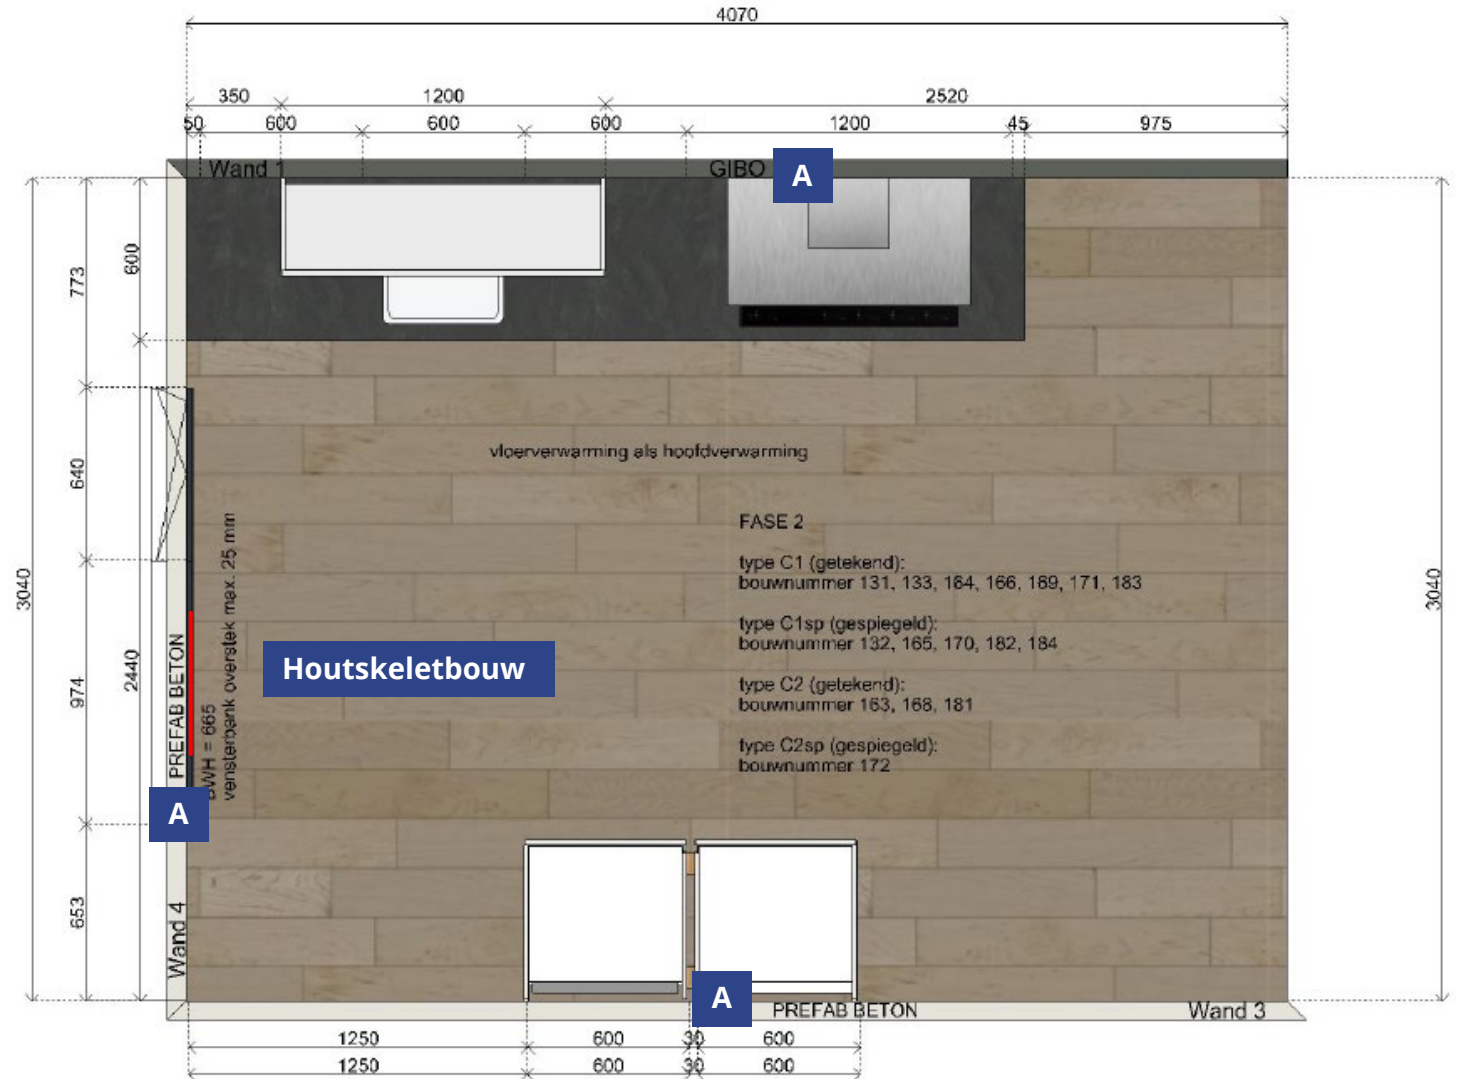 4070
350 1200 2520
50 600 600 600 1200 45 975
Wand 1 GIBO A
773
600
640
3040
2440
974
653
3040
vloerverwarming als hoofdverwarming
FASE 2
type C1 (getekend):
bouwnummer 131, 133, 164, 166, 169, 171, 183
type C1sp (gespiegeld):
bouwnummer 132, 165, 170, 182, 184
type C2 (getekend):
bouwnummer 163, 168, 181
type C2sp (gespiegeld):
bouwnummer 172
Houtskeletbouw
PREFAB BETON
BWH = 665
vensterbank overstek max. 25 mm
A
Wand 4
A
PREFAB BETON Wand 3
1250 600 30 600
1250 600 30 600